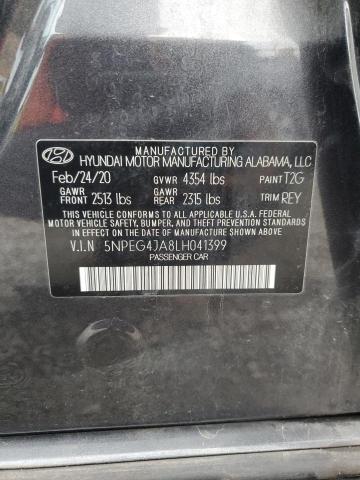 MANUFACTURED BY
HYUNDAI MOTOR MANUFACTURING ALABAMA, LLC
Feb/24/20 GVWR 4354 lbs PAINT T2G
GAWR FRONT 2513 lbs GAWR REAR 2315 lbs TRIM REY
THIS VEHICLE CONFORMS TO ALL APPLICABLE U.S. FEDERAL
MOTOR VEHICLE SAFETY, BUMPER, AND THEFT PREVENTION
STANDARDS IN EFFECT ON THE DATE OF MANUFACTURE SHOWN ABOVE.
V.I.N 5NPEG4JA8LH041399
PASSENGER CAR